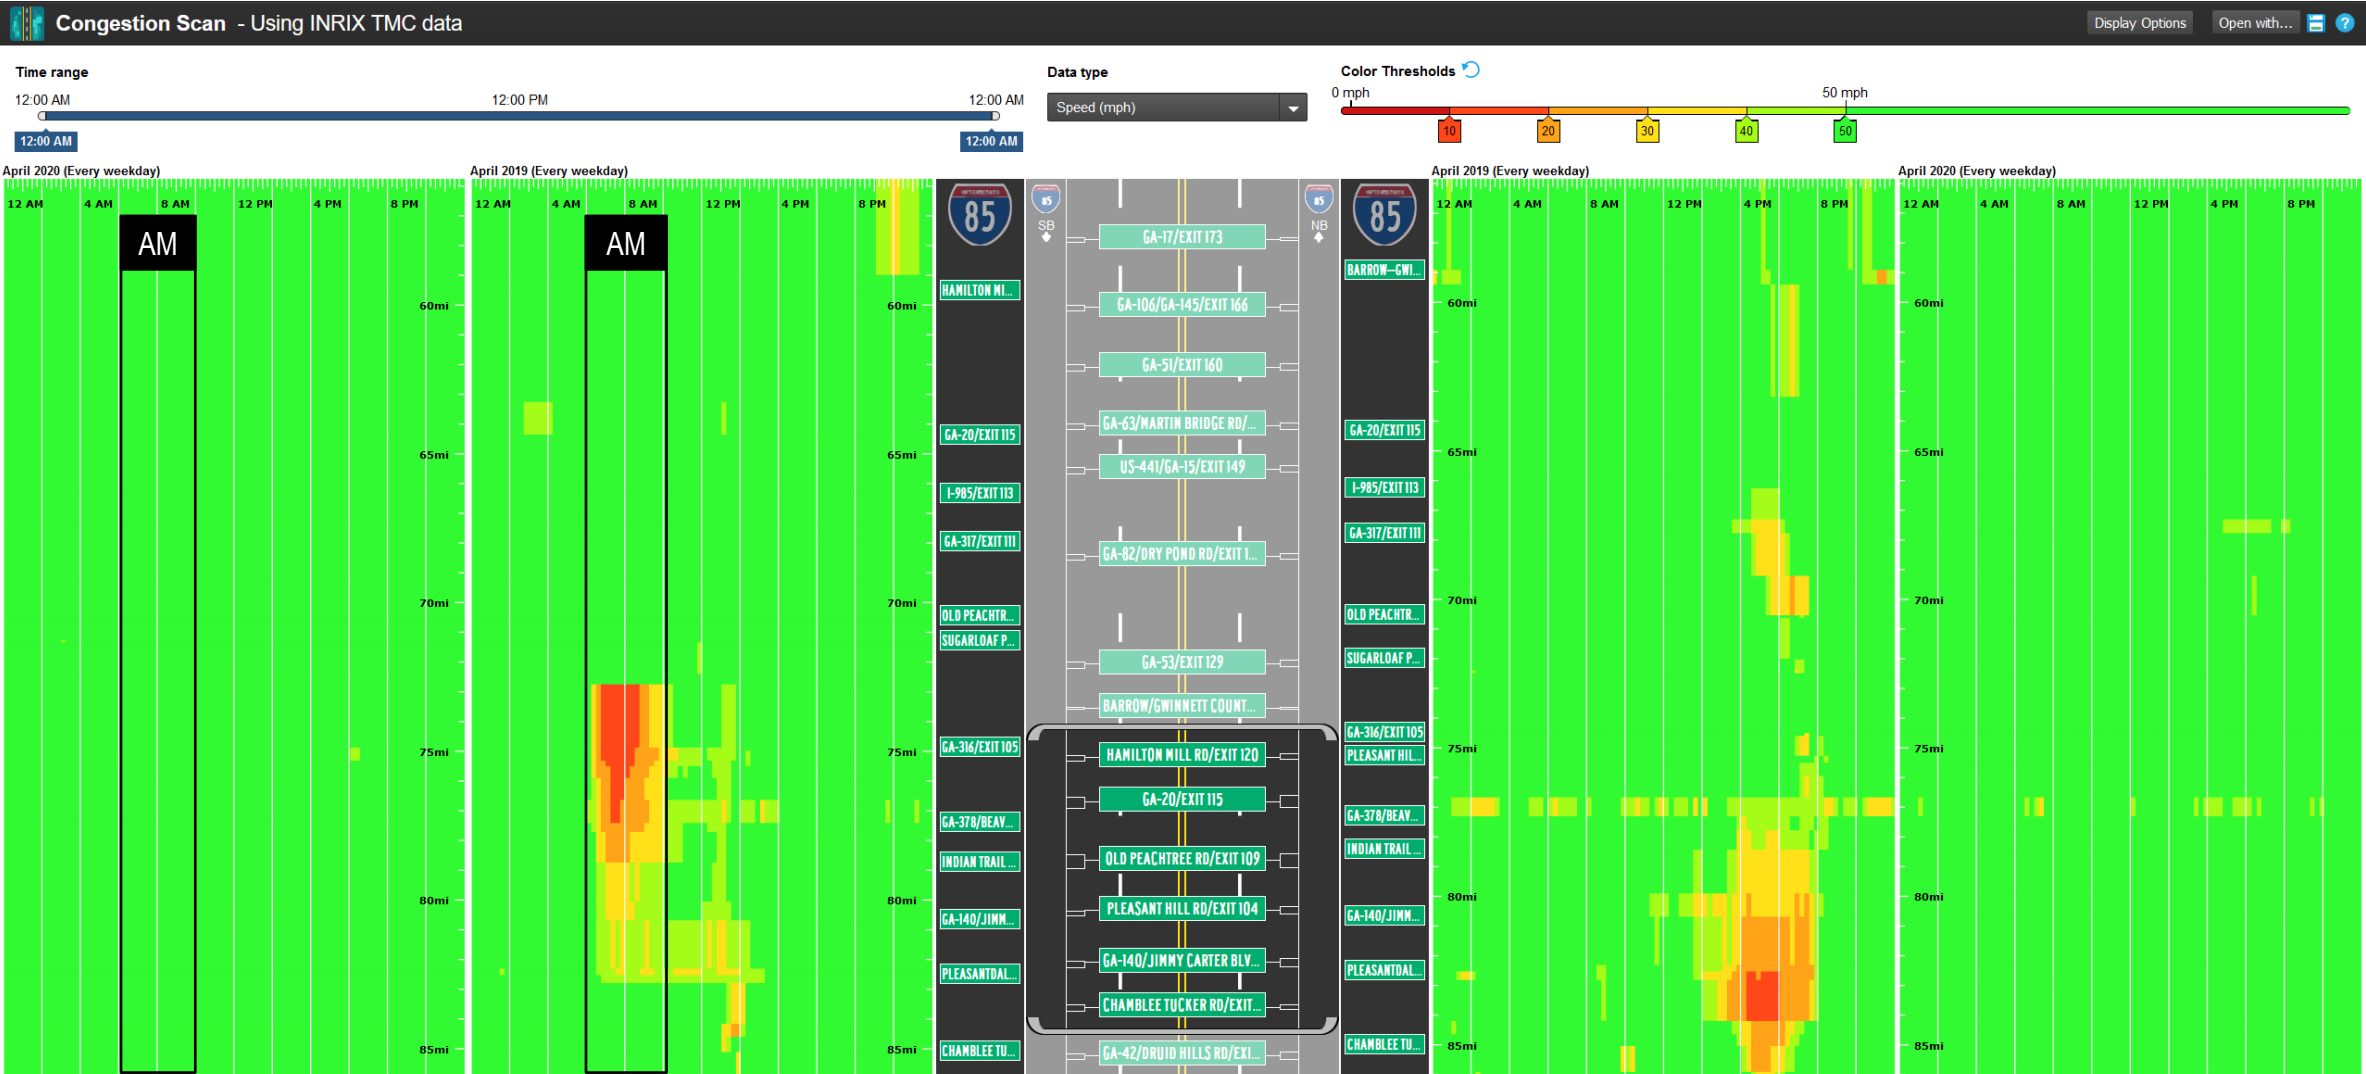 Congestion Scan - Using INRIX TMC data
Display Options
Open with...
?
Time range
12:00 AM
12:00 PM
12:00 AM
12:00 AM
12:00 AM
Data type
Speed (mph)
Color Thresholds
0 mph
50 mph
10
20
30
40
50
April 2020 (Every weekday)
12 AM
4 AM
8 AM
12 PM
4 PM
8 PM
AM
60mi
65mi
70mi
75mi
80mi
85mi
April 2019 (Every weekday)
12 AM
4 AM
8 AM
12 PM
4 PM
8 PM
AM
60mi
65mi
70mi
75mi
80mi
85mi
INTERSTATE
85
HAMILTON MI...
GA-20/EXIT 115
I-985/EXIT 113
GA-317/EXIT 111
OLD PEACHTR...
SUGARLOAF P...
GA-316/EXIT 105
GA-378/BEAV...
INDIAN TRAIL ...
GA-140/JIMM...
PLEASANTDAL...
CHAMBLEE TU...
85
SB
85
NB
GA-17/EXIT 173
GA-106/GA-145/EXIT 166
GA-51/EXIT 160
GA-63/MARTIN BRIDGE RD/...
US-441/GA-15/EXIT 149
GA-82/DRY POND RD/EXIT 1...
GA-53/EXIT 129
BARROW/GWINNETT COUNT...
HAMILTON MILL RD/EXIT 120
GA-20/EXIT 115
OLD PEACHTREE RD/EXIT 109
PLEASANT HILL RD/EXIT 104
GA-140/JIMMY CARTER BLV...
CHAMBLEE TUCKER RD/EXIT...
GA-42/DRUID HILLS RD/EXI...
INTERSTATE
85
BARROW–GWI...
GA-20/EXIT 115
I-985/EXIT 113
GA-317/EXIT 111
OLD PEACHTR...
SUGARLOAF P...
GA-316/EXIT 105
PLEASANT HIL...
GA-378/BEAV...
INDIAN TRAIL ...
GA-140/JIMM...
PLEASANTDAL...
CHAMBLEE TU...
April 2019 (Every weekday)
12 AM
4 AM
8 AM
12 PM
4 PM
8 PM
60mi
65mi
70mi
75mi
80mi
85mi
April 2020 (Every weekday)
12 AM
4 AM
8 AM
12 PM
4 PM
8 PM
60mi
65mi
70mi
75mi
80mi
85mi